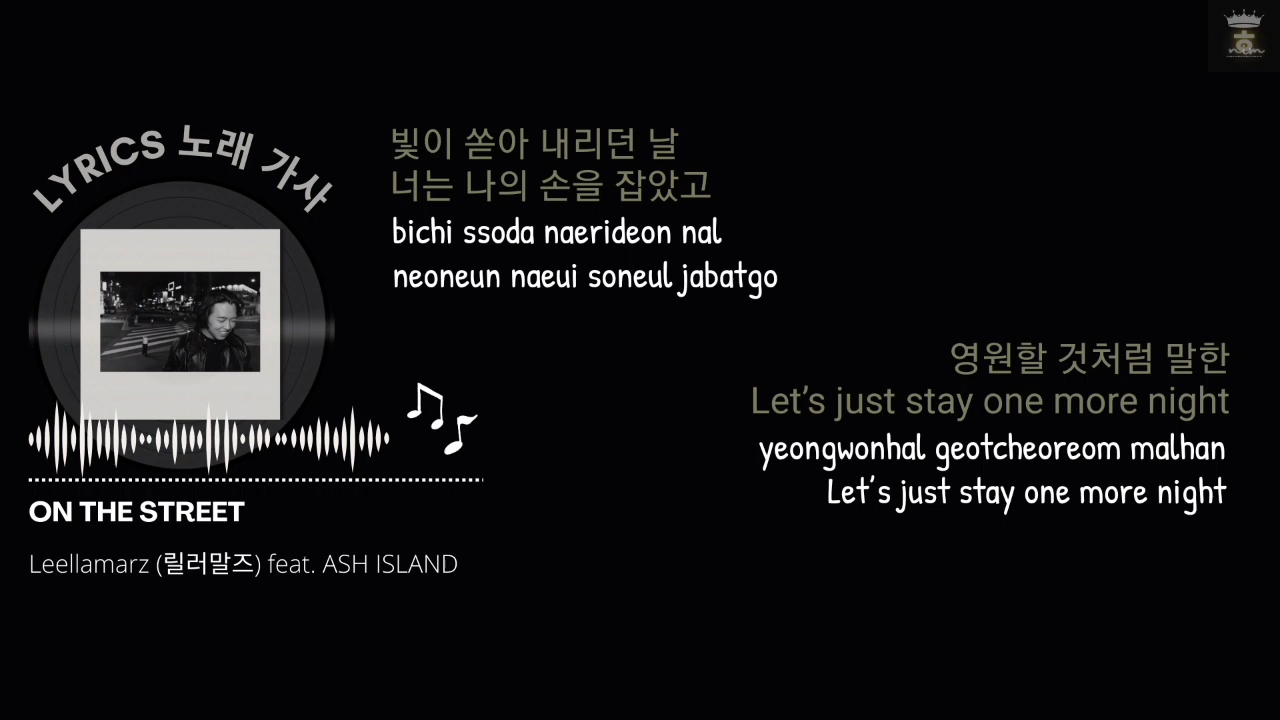 LYRICS 노래 가사
빛이 쏟아 내리던 날
너는 나의 손을 잡았고
bichi ssoda naerideon nal
neoneun naeui soneul jabatgo
영원할 것처럼 말한
Let’s just stay one more night
yeongwonhal geotcheoreom malhan
Let’s just stay one more night
ON THE STREET
Leellamarz (릴러말즈) feat. ASH ISLAND